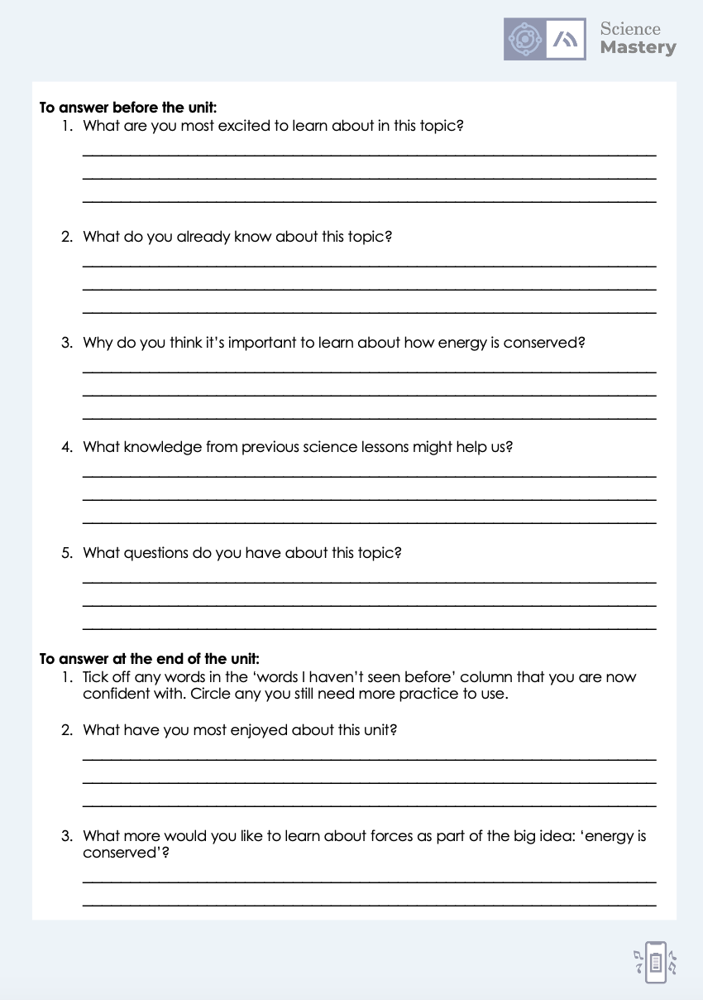 Science
Mastery
To answer before the unit:
1. What are you most excited to learn about in this topic?
2. What do you already know about this topic?
3. Why do you think it’s important to learn about how energy is conserved?
4. What knowledge from previous science lessons might help us?
5. What questions do you have about this topic?
To answer at the end of the unit:
1. Tick off any words in the ‘words I haven’t seen before’ column that you are now
confident with. Circle any you still need more practice to use.
2. What have you most enjoyed about this unit?
3. What more would you like to learn about forces as part of the big idea: ‘energy is
conserved’?